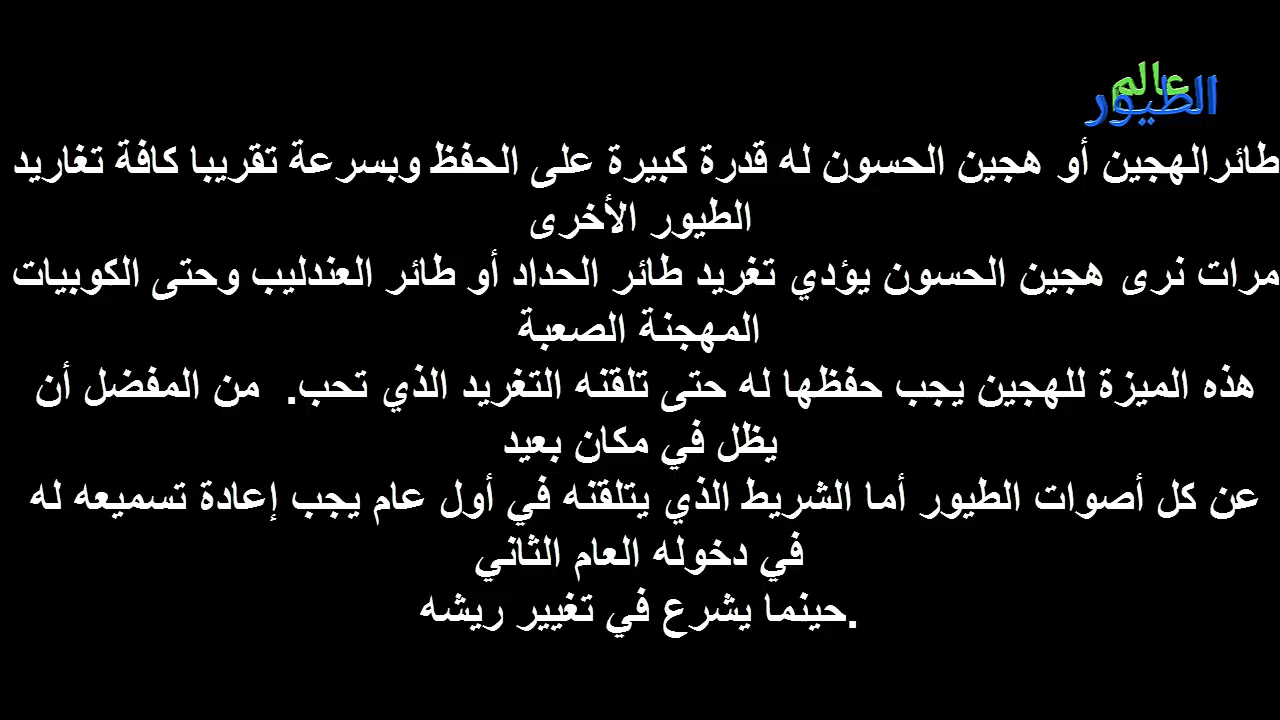 عالم
الطيور
طائرالهجين أو هجين الحسون له قدرة كبيرة على الحفظ وبسرعة تقريبا كافة تغاريد
الطيور الأخرى
مرات نرى هجين الحسون يؤدي تغريد طائر الحداد أو طائر العندليب وحتى الكوبيات
المهجنة الصعبة
هذه الميزة للهجين يجب حفظها له حتى تلقنه التغريد الذي تحب.  من المفضل أن
يظل في مكان بعيد
عن كل أصوات الطيور أما الشريط الذي يتلقنه في أول عام يجب إعادة تسميعه له
في دخوله العام الثاني
.حينما يشرع في تغيير ريشه